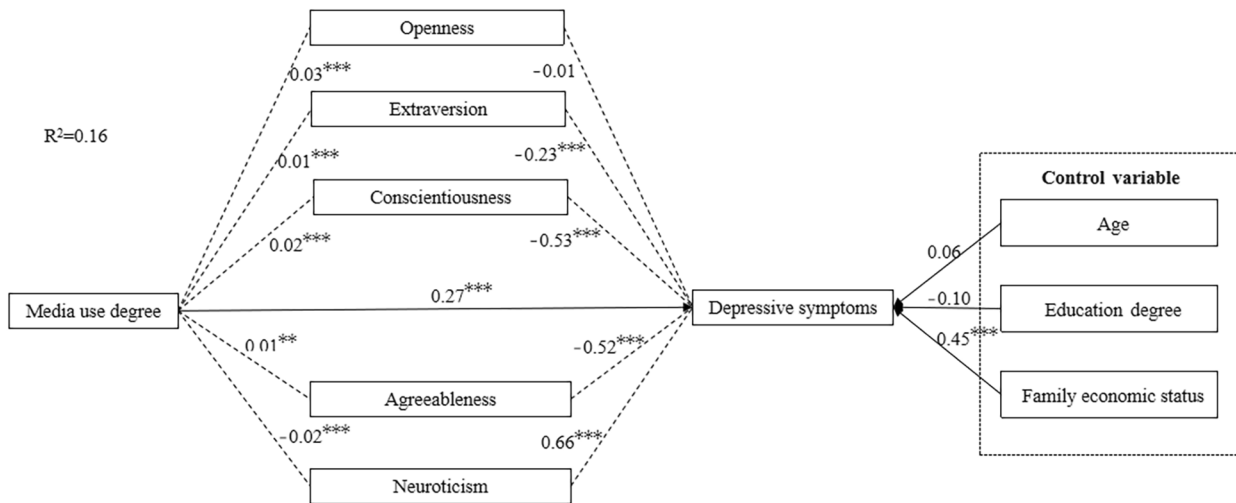 Openness
0.03***
−0.01
Extraversion
R²=0.16
0.01***
−0.23***
Control variable
Conscientiousness
Age
0.02***
−0.53***
0.06
0.27***
Media use degree
Depressive symptoms
−0.10
Education degree
0.45***
0.01**
−0.52***
Agreeableness
Family economic status
−0.02***
0.66***
Neuroticism